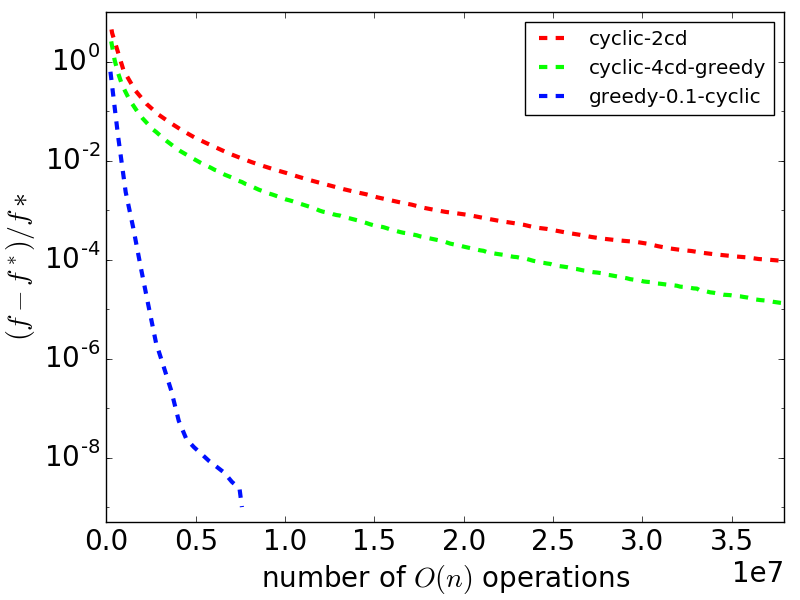 cyclic-2cd
cyclic-4cd-greedy
greedy-0.1-cyclic
10^0
10^-2
10^-4
10^-6
10^-8
(f − f*)/f*
0.0 0.5 1.0 1.5 2.0 2.5 3.0 3.5
1e7
number of O(n) operations